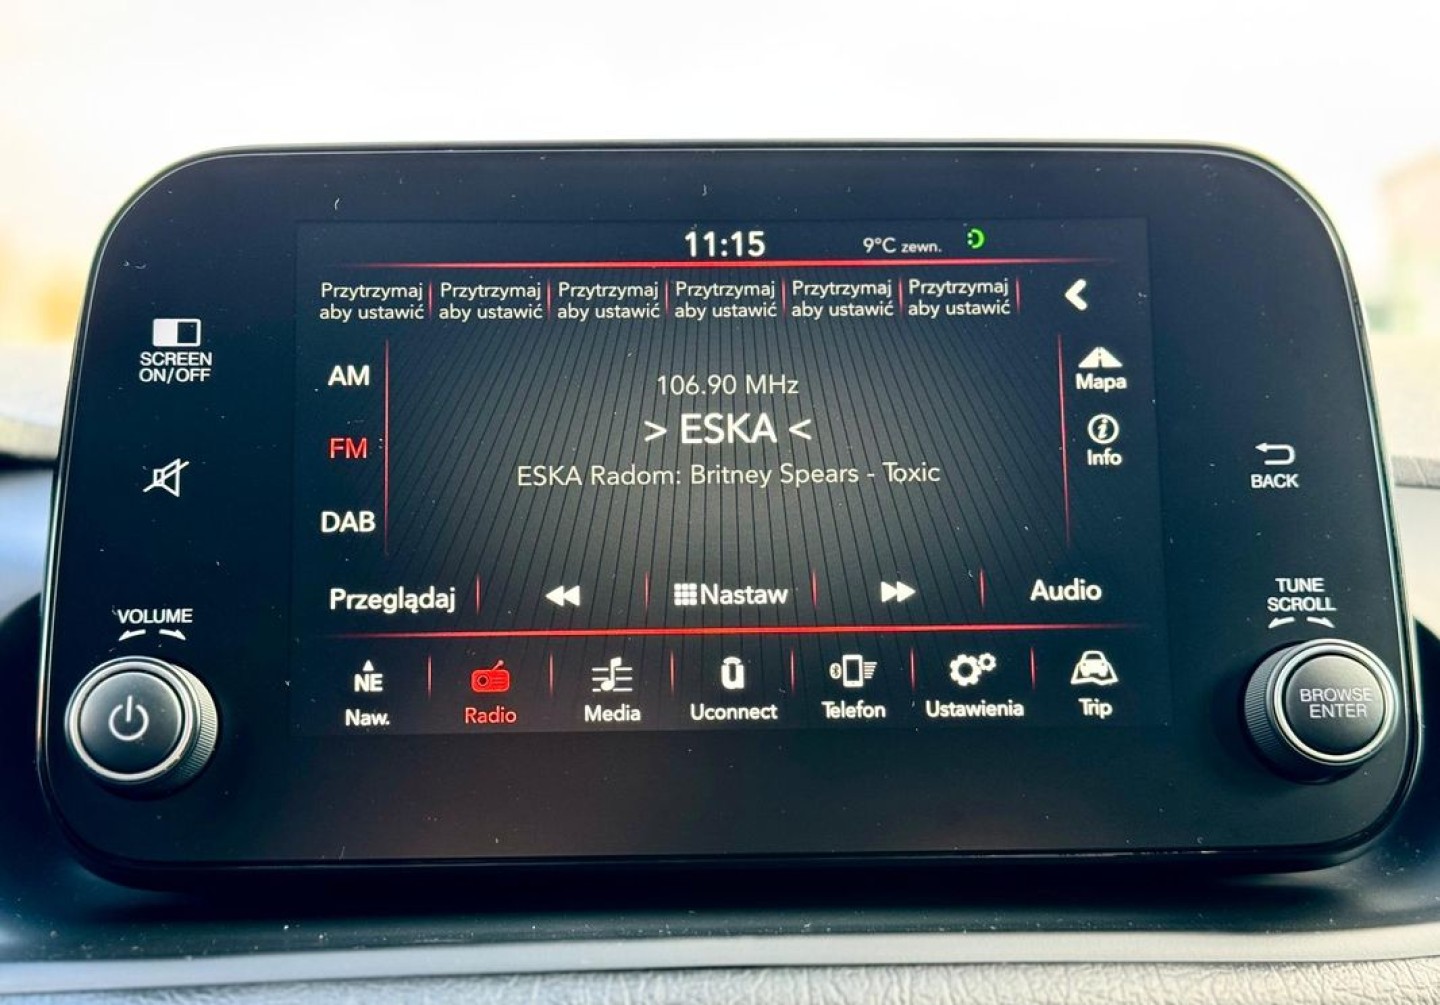 11:15 9°C zewn.
Przytrzymaj Przytrzymaj Przytrzymaj Przytrzymaj Przytrzymaj Przytrzymaj
aby ustawić aby ustawić aby ustawić aby ustawić aby ustawić aby ustawić
SCREEN
ON/OFF
AM
FM
DAB
106.90 MHz
> ESKA <
ESKA Radom: Britney Spears - Toxic
Mapa
Info
BACK
Przeglądaj Nastaw Audio
VOLUME
TUNE
SCROLL
NE
Naw. Radio Media Uconnect Telefon Ustawienia Trip
BROWSE
ENTER